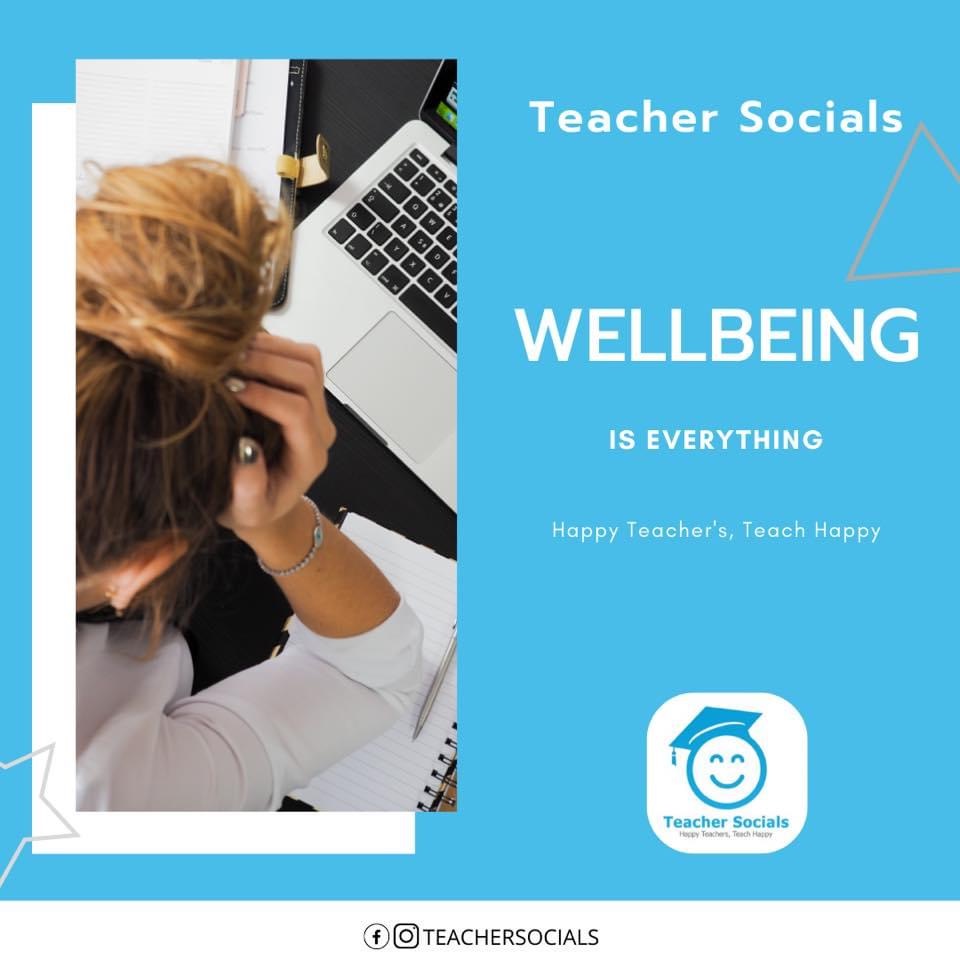 Teacher Socials
WELLBEING
IS EVERYTHING
Happy Teacher's, Teach Happy
Teacher Socials
Happy Teachers, Teach Happy
TEACHERSOCIALS